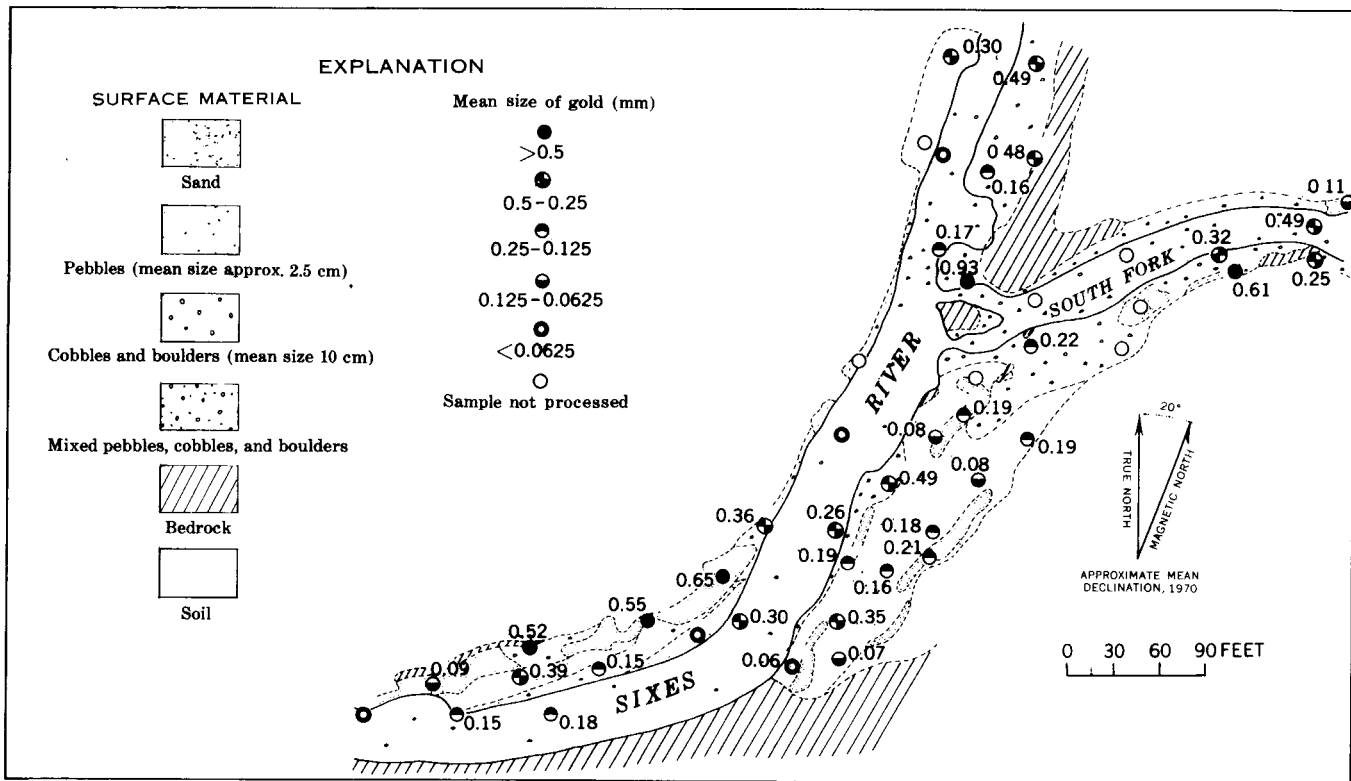 EXPLANATION
SURFACE MATERIAL
Sand
Pebbles (mean size approx. 2.5 cm)
Cobbles and boulders (mean size 10 cm)
Mixed pebbles, cobbles, and boulders
Bedrock
Soil
Mean size of gold (mm)
>0.5
0.5-0.25
0.25-0.125
0.125-0.0625
<0.0625
Sample not processed
0.30
0.49
0.48
0.16
0.17
0.93
0.11
0.49
0.32
0.25
0.61
SOUTH FORK
0.22
RIVER
0.19
0.08
0.19
0.08
0.49
0.36
0.26
0.18
0.19
0.21
0.16
0.65
0.55
0.30
0.35
0.52
0.06
0.07
0.09
0.39
0.15
SIXES
0.15
0.18
20°
TRUE NORTH
MAGNETIC NORTH
APPROXIMATE MEAN
DECLINATION, 1970
0 30 60 90 FEET